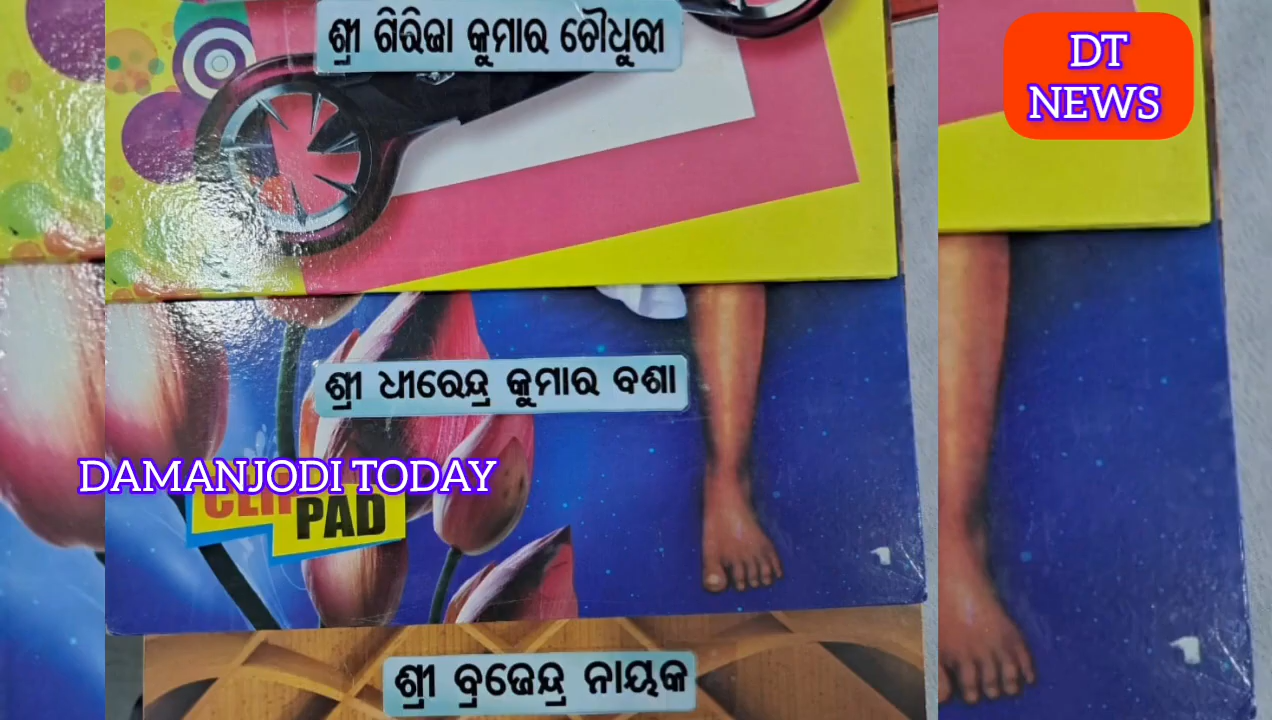 ଶ୍ରୀ ଗିରିଜା କୁମାର ଚୌଧୁରୀ
DT
NEWS
ଶ୍ରୀ ଧୀରେନ୍ଦ୍ର କୁମାର ବଶା
DAMANJODI TODAY
PAD
ଶ୍ରୀ ବ୍ରଜେନ୍ଦ୍ର ନାୟକ